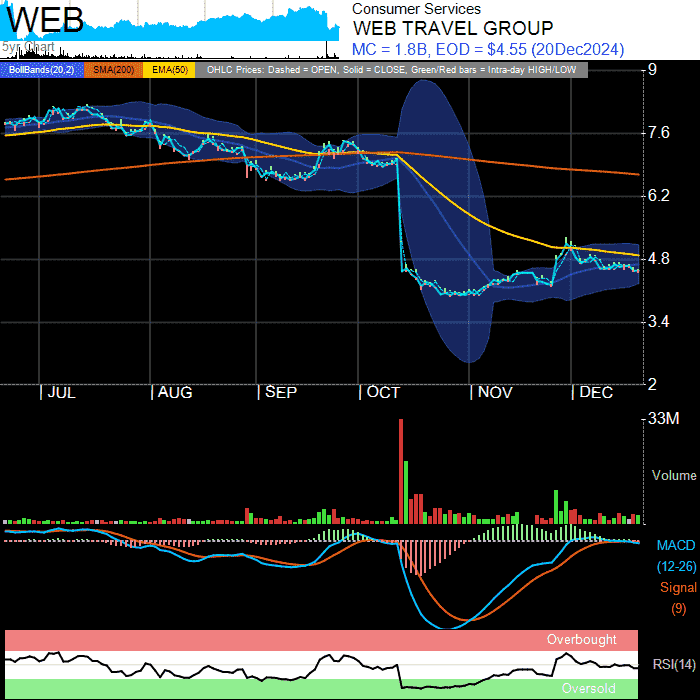 WEB
5yr Chart
Consumer Services
WEB TRAVEL GROUP
MC = 1.8B, EOD = $4.55 (20Dec2024)
BollBands(20,2) SMA(200) EMA(50) OHLC Prices: Dashed = OPEN, Solid = CLOSE, Green/Red bars = Intra-day HIGH/LOW
9
7.6
6.2
4.8
3.4
2
| JUL | AUG | SEP | OCT | NOV | DEC
33M
Volume
MACD
(12-26)
Signal
(9)
Overbought
RSI(14)
Oversold